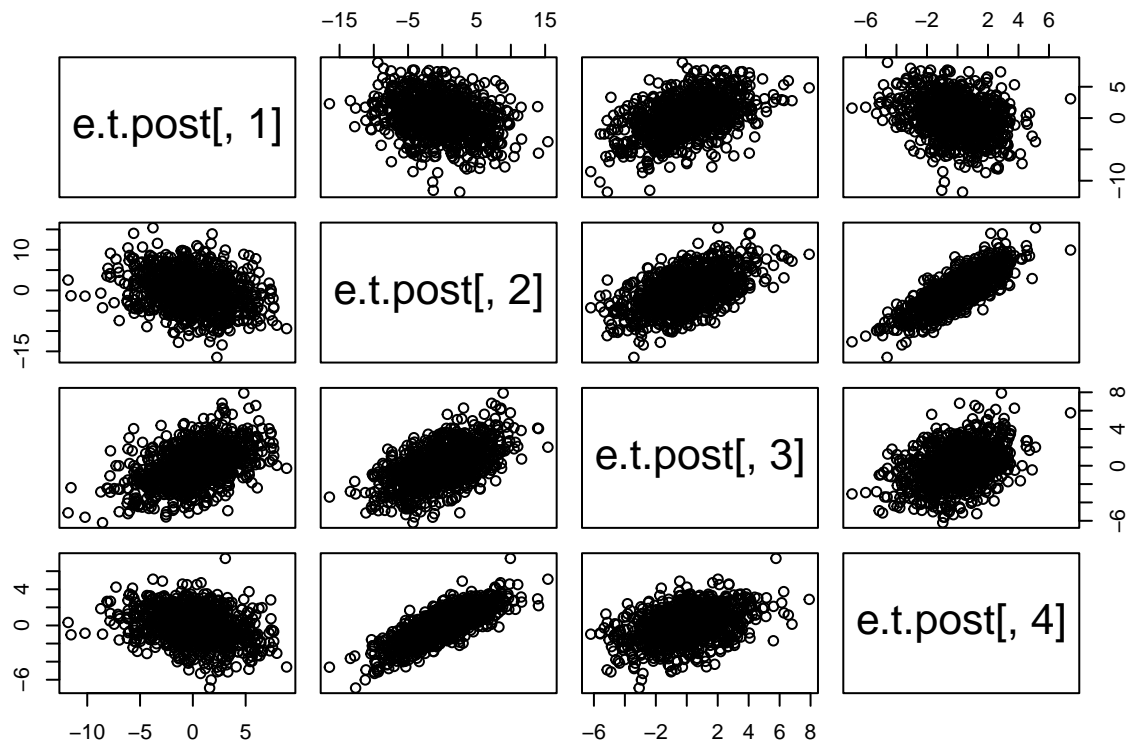 −15 −5 5 15 −6 −2 2 6
e.t.post[, 1]
−10 0 5
−15 0 10
e.t.post[, 2]
e.t.post[, 3]
−6 0 4 8
−6 0 4
e.t.post[, 4]
−10 −5 0 5 −6 −2 2 4 6 8